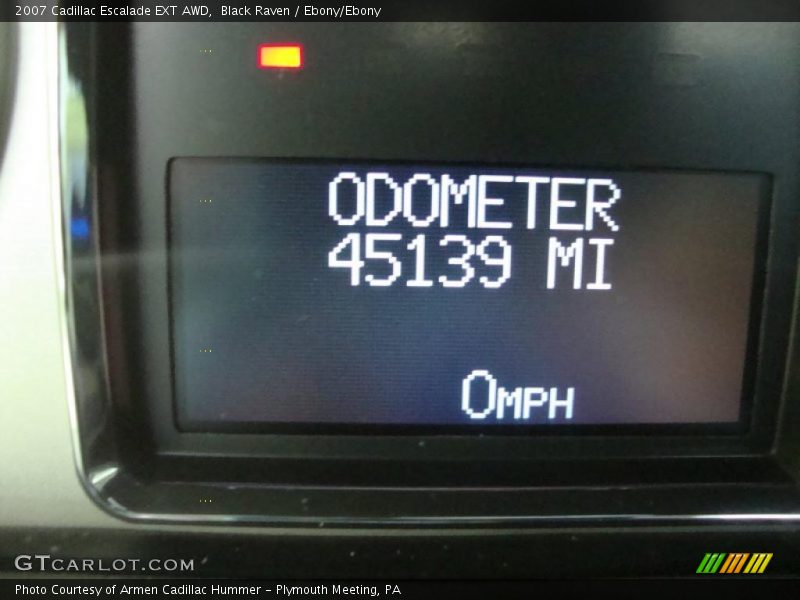 2007 Cadillac Escalade EXT AWD,  Black Raven / Ebony/Ebony
ODOMETER
45139 MI
0MPH
GTCARLOT.COM
Photo Courtesy of Armen Cadillac Hummer - Plymouth Meeting, PA